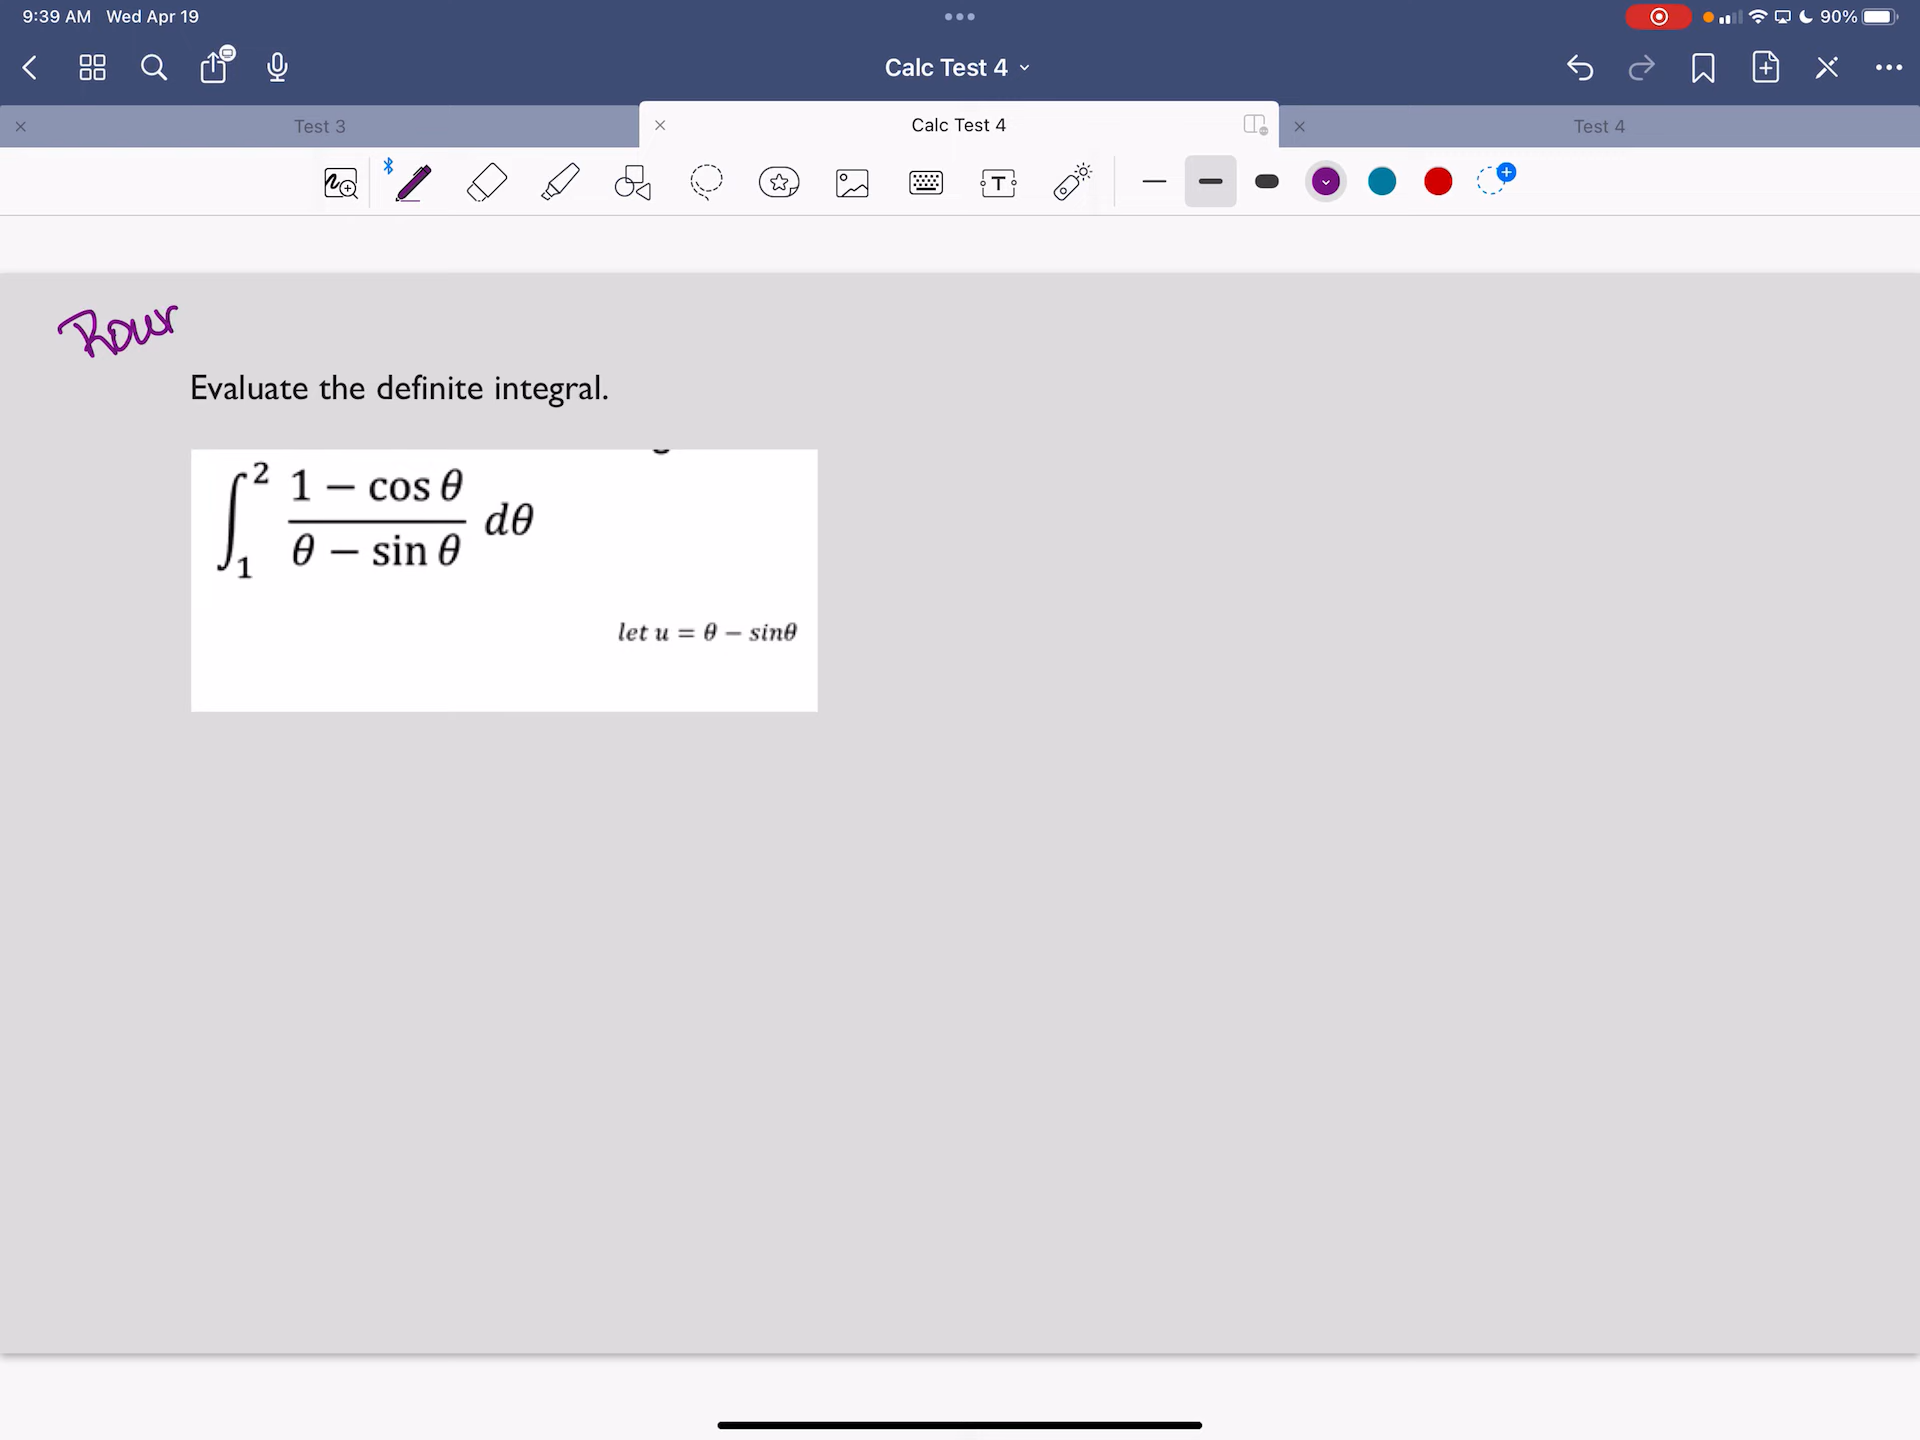 9:39 AM Wed Apr 19
90%
Calc Test 4
Test 3
Calc Test 4
Test 4
T
Rour
Evaluate the definite integral.
∫₁² (1 − cos θ)/(θ − sin θ) dθ
let u = θ − sinθ